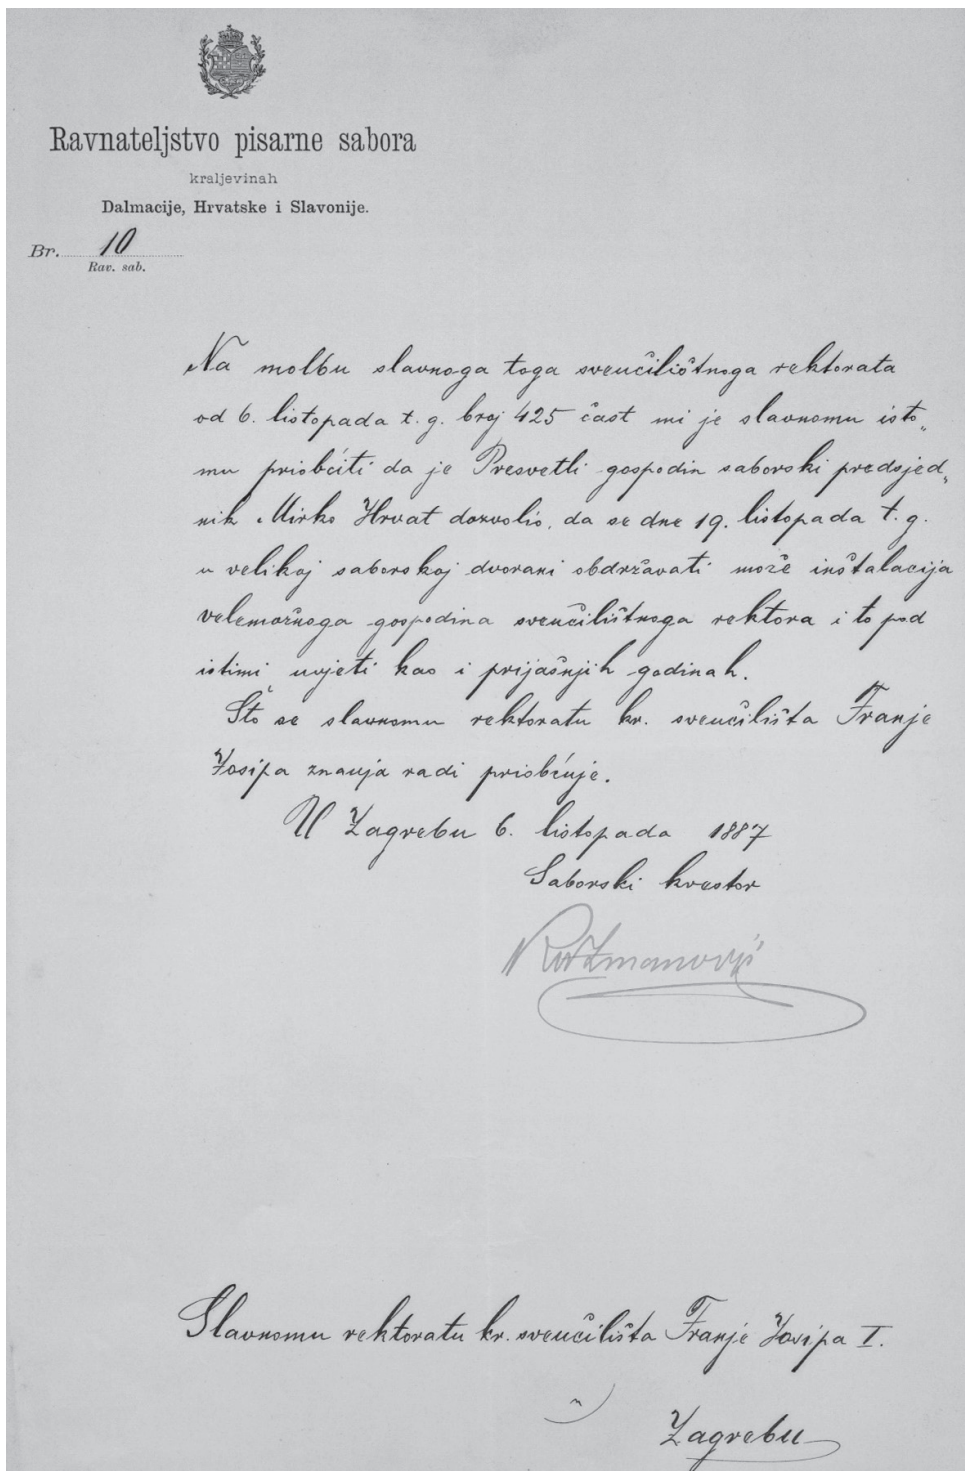 Ravnateljstvo pisarne sabora
kraljevinah
Dalmacije, Hrvatske i Slavonije.
Br. 10
Rav. sab.
Na molbu slavnoga toga sveučilištnoga rektorata
od 6. listopada t. g. broj 425 čast mi je slavnomu isto„
mu priobćiti da je Presvetli gospodin saborski predsjed„
nik Mirko Hrvat dozvolio, da se dne 19. listopada t. g.
u velikoj saborskoj dvorani obdržavati može inštalacija
velemožnoga gospodina sveučilištnoga rektora i to pod
istimi uvjeti kao i prijašnjih godinah.
Što se slavnomu rektoratu kr. sveučilišta Franje
Josipa znanja radi priobćuje.
U Zagrebu 6. listopada 1887
Saborski kvestor
Slavnomu rektoratu kr. sveučilišta Franje Josipa I.
Zagrebu